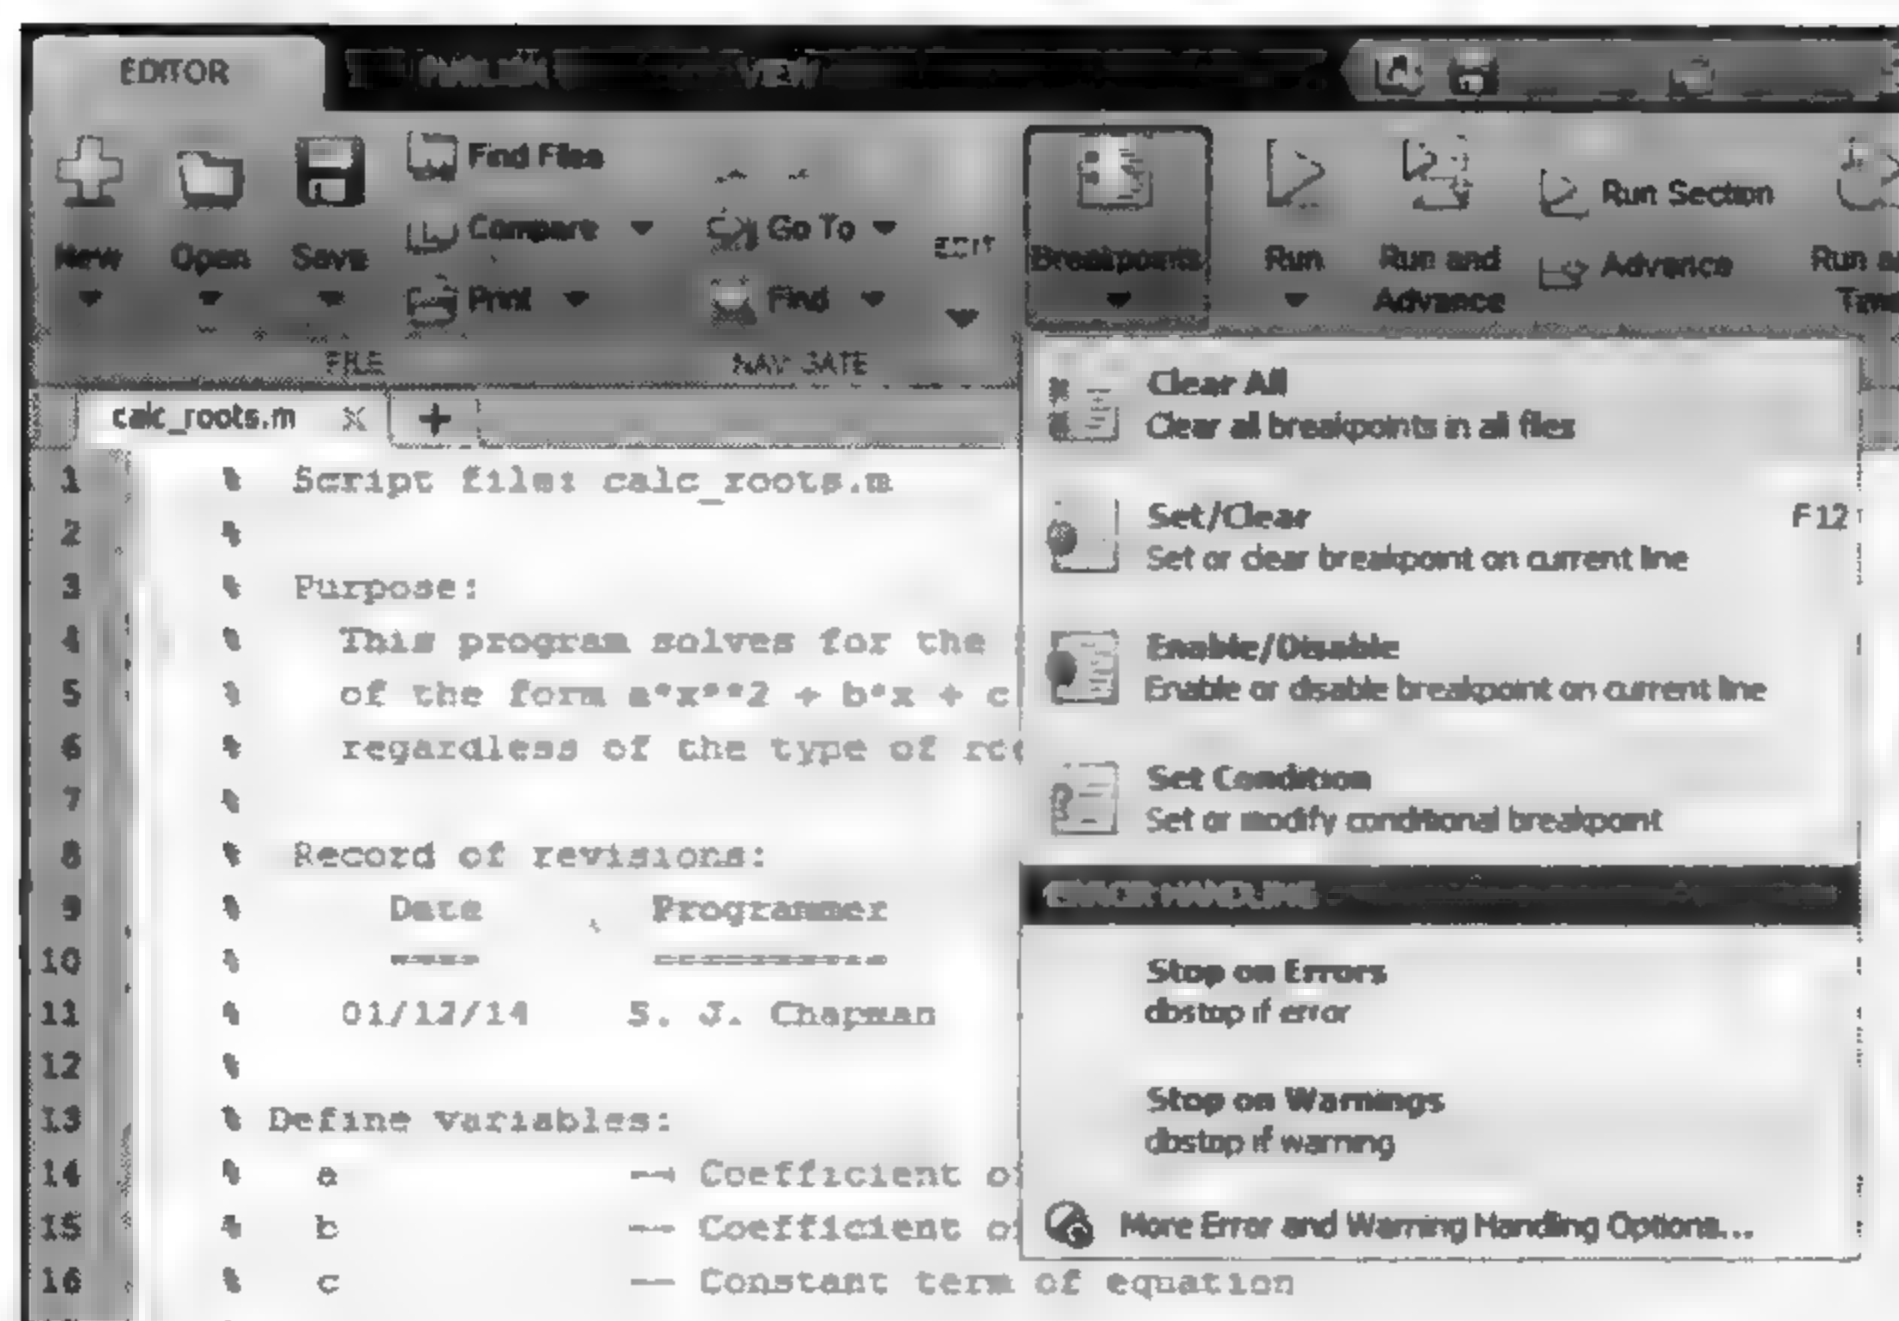 EDITOR
VIEW
Find Files
Compare
Print
Go To
Find
New
Open
Save
EDIT
Breakpoints
Run
Run and
Advance
Run Section
Advance
FILE
calc_roots.m
+
Clear All
Clear all breakpoints in all files
Set/Clear F12
Set or clear breakpoint on current line
Enable/Disable
Enable or disable breakpoint on current line
Set Condition
Set or modify conditional breakpoint
Stop on Errors
dbstop if error
Stop on Warnings
dbstop if warning
More Error and Warning Handling Options...
1 % Script file: calc_roots.m
2 %
3 % Purpose:
4 % This program solves for the
5 % of the form a*x**2 + b*x + c
6 % regardless of the type of
7 %
8 % Record of revisions:
9 % Date Programmer
10 % ==== ==========
11 % 01/12/14 S. J. Chapman
12 %
13 % Define variables:
14 % a -- Coefficient
15 % b -- Coefficient
16 % c -- Constant term of equation